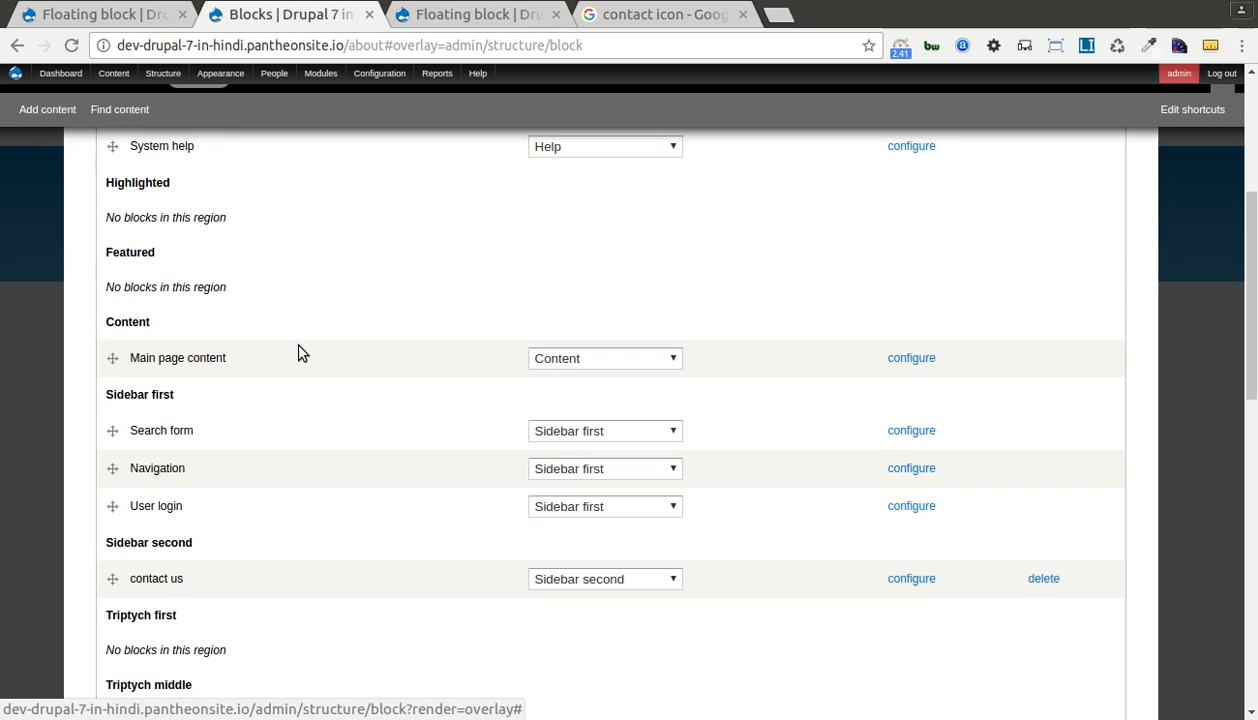 Floating block | Dru
Blocks | Drupal 7 in
Floating block | Dru
contact icon - Goog
dev-drupal-7-in-hindi.pantheonsite.io/about#overlay=admin/structure/block
2.41
bw
a
LI
Dashboard
Content
Structure
Appearance
People
Modules
Configuration
Reports
Help
admin
Log out
Add content
Find content
Edit shortcuts
System help
Help
configure
Highlighted
No blocks in this region
Featured
No blocks in this region
Content
Main page content
Content
configure
Sidebar first
Search form
Sidebar first
configure
Navigation
Sidebar first
configure
User login
Sidebar first
configure
Sidebar second
contact us
Sidebar second
configure
delete
Triptych first
No blocks in this region
Triptych middle
dev-drupal-7-in-hindi.pantheonsite.io/admin/structure/block?render=overlay#